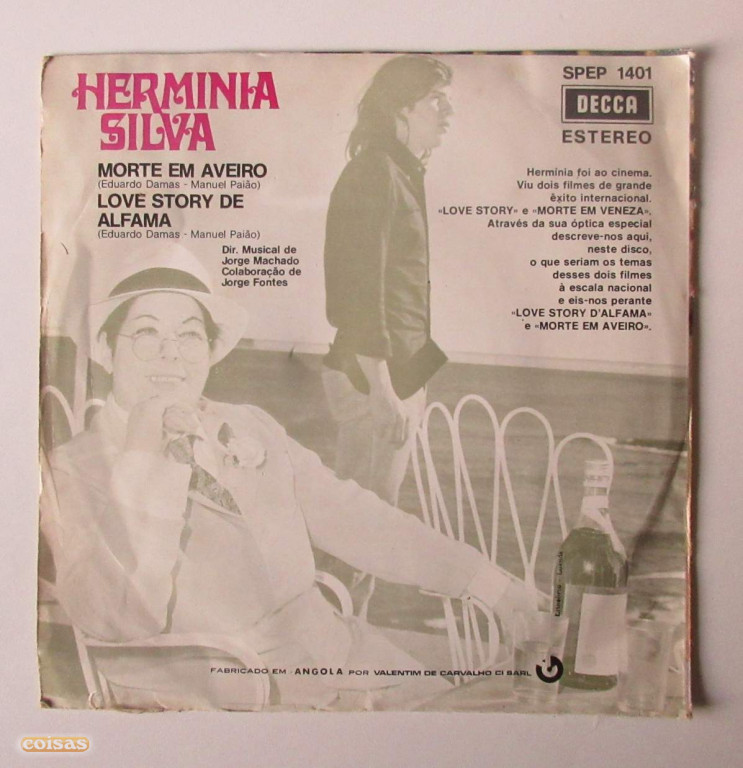 HERMINIA
SILVA
MORTE EM AVEIRO
(Eduardo Damas - Manuel Paião)
LOVE STORY DE
ALFAMA
(Eduardo Damas - Manuel Paião)
Dir. Musical de
Jorge Machado
Colaboração de
Jorge Fontes
SPEP 1401
DECCA
ESTEREO
Hermínia foi ao cinema.
Viu dois filmes de grande
êxito internacional.
«LOVE STORY» e «MORTE EM VENEZA».
Através da sua óptica especial
descreve-nos aqui,
neste disco,
o que seriam os temas
desses dois filmes
à escala nacional
e eis-nos perante
«LOVE STORY D'ALFAMA»
e «MORTE EM AVEIRO».
FABRICADO EM - ANGOLA POR VALENTIM DE CARVALHO CI SARL
coisas